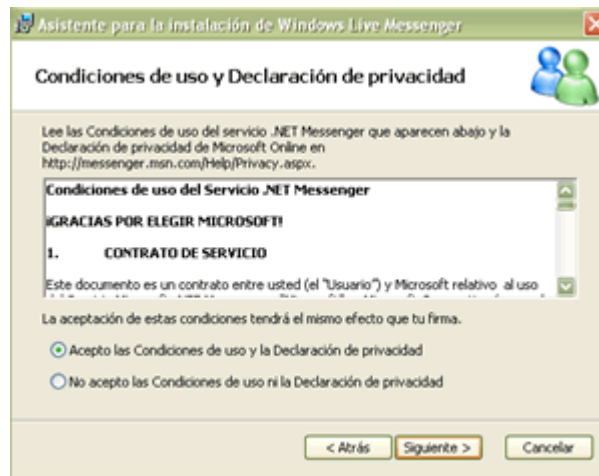 Asistente para la instalación de Windows Live Messenger
Condiciones de uso y Declaración de privacidad
Lee las Condiciones de uso del servicio .NET Messenger que aparecen abajo y la
Declaración de privacidad de Microsoft Online en
http://messenger.msn.com/Help/Privacy.aspx.
Condiciones de uso del Servicio .NET Messenger
¡GRACIAS POR ELEGIR MICROSOFT!
1. CONTRATO DE SERVICIO
Este documento es un contrato entre usted (el "Usuario") y Microsoft relativo al uso
La aceptación de estas condiciones tendrá el mismo efecto que tu firma.
Acepto las Condiciones de uso y la Declaración de privacidad
No acepto las Condiciones de uso ni la Declaración de privacidad
< Atrás Siguiente > Cancelar